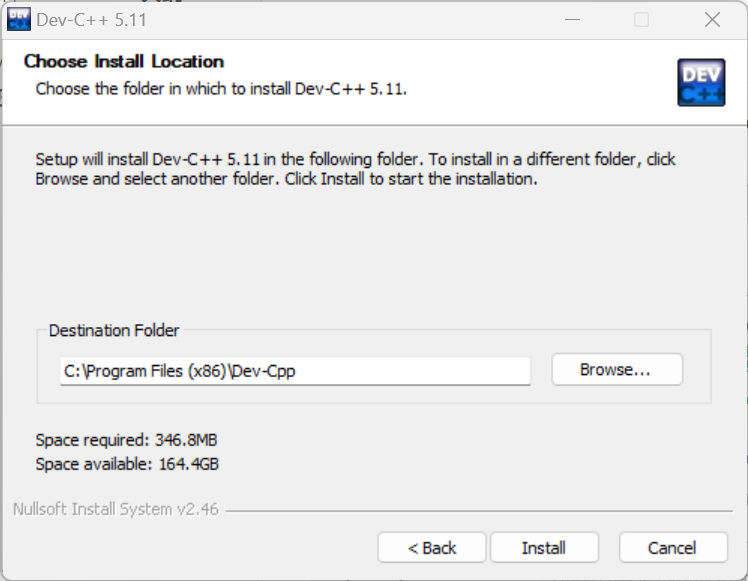 DEV
C++
Dev-C++ 5.11
Choose Install Location
Choose the folder in which to install Dev-C++ 5.11.
DEV
C++
Setup will install Dev-C++ 5.11 in the following folder. To install in a different folder, click
Browse and select another folder. Click Install to start the installation.
Destination Folder
C:\Program Files (x86)\Dev-Cpp
Browse...
Space required: 346.8MB
Space available: 164.4GB
Nullsoft Install System v2.46
< Back
Install
Cancel